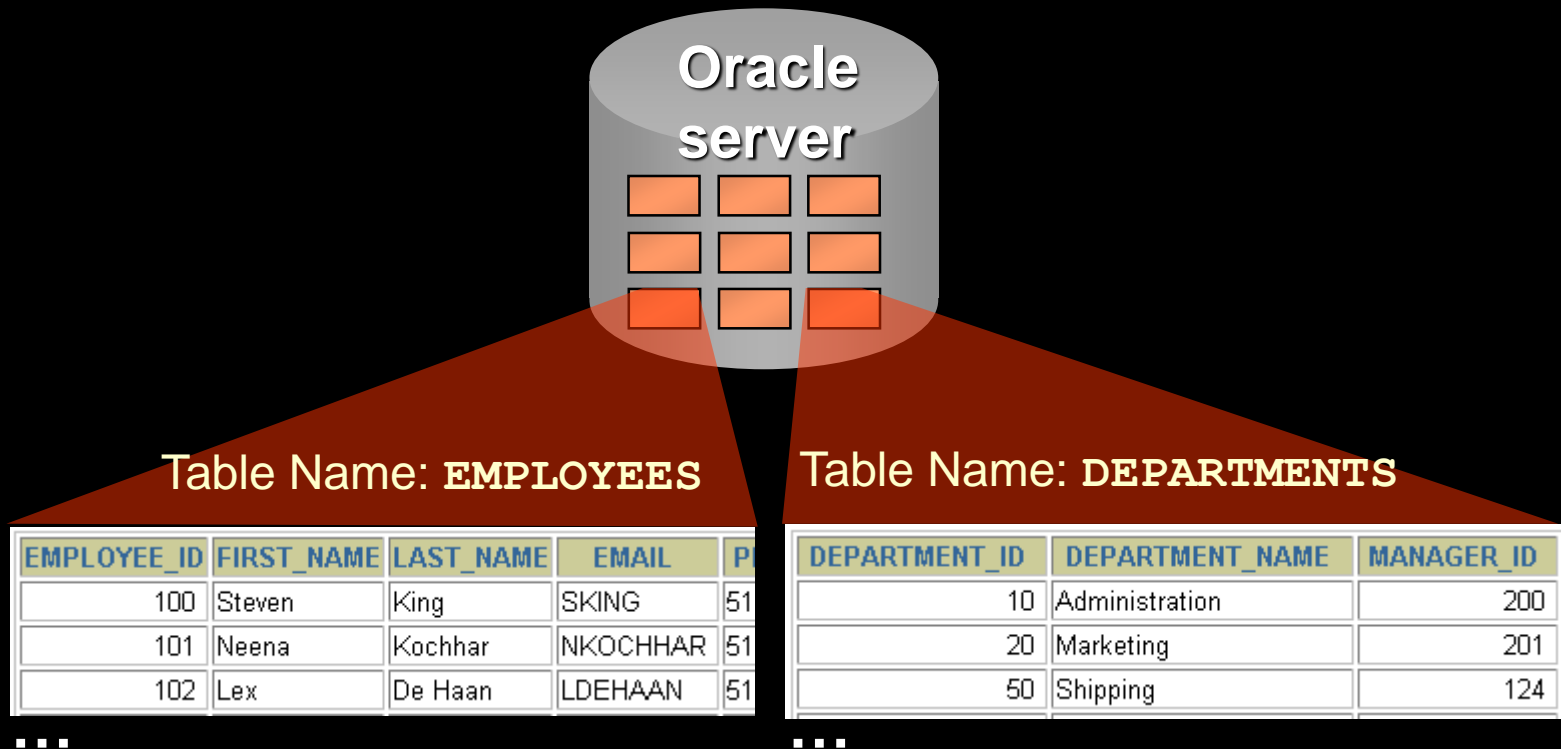 Oracle
server
Table Name: EMPLOYEES
Table Name: DEPARTMENTS
EMPLOYEE_ID FIRST_NAME LAST_NAME EMAIL
100 Steven King SKING 51
101 Neena Kochhar NKOCHHAR 51
102 Lex De Haan LDEHAAN 51
...
DEPARTMENT_ID DEPARTMENT_NAME MANAGER_ID
10 Administration 200
20 Marketing 201
50 Shipping 124
...